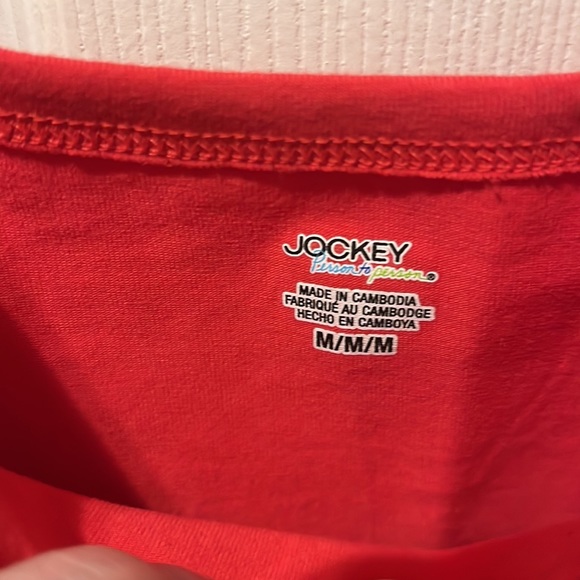 JOCKEY
Person to person®
MADE IN CAMBODIA
FABRIQUÉ AU CAMBODGE
HECHO EN CAMBOYA
M/M/M